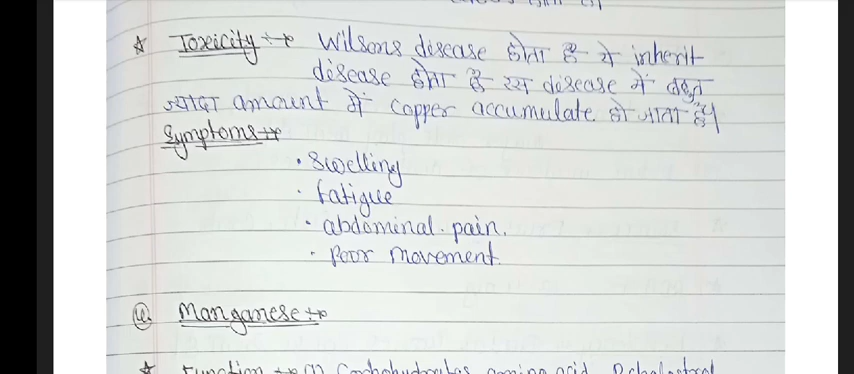 * Toxicity :→ Wilsons disease होता है ये inherit
disease होता है इस disease में बहुत
ज्यादा amount में copper accumulate हो जाता है।
Symptoms :→
• Swelling
• fatigue
• abdominal pain.
• Poor movement
Manganese :→
* Function :→ (1) Carbohydrates, amino acid, & cholesterol